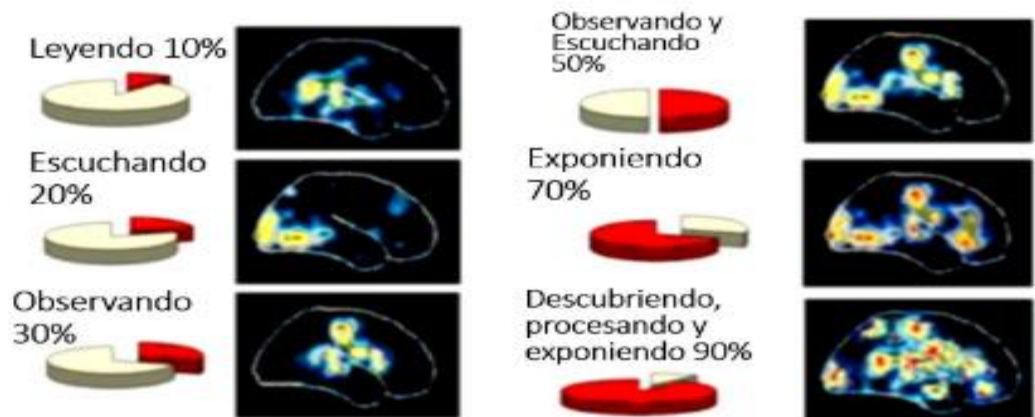 Leyendo 10%
Escuchando
20%
Observando
30%
Observando y
Escuchando
50%
Exponiendo
70%
Descubriendo,
procesando y
exponiendo 90%